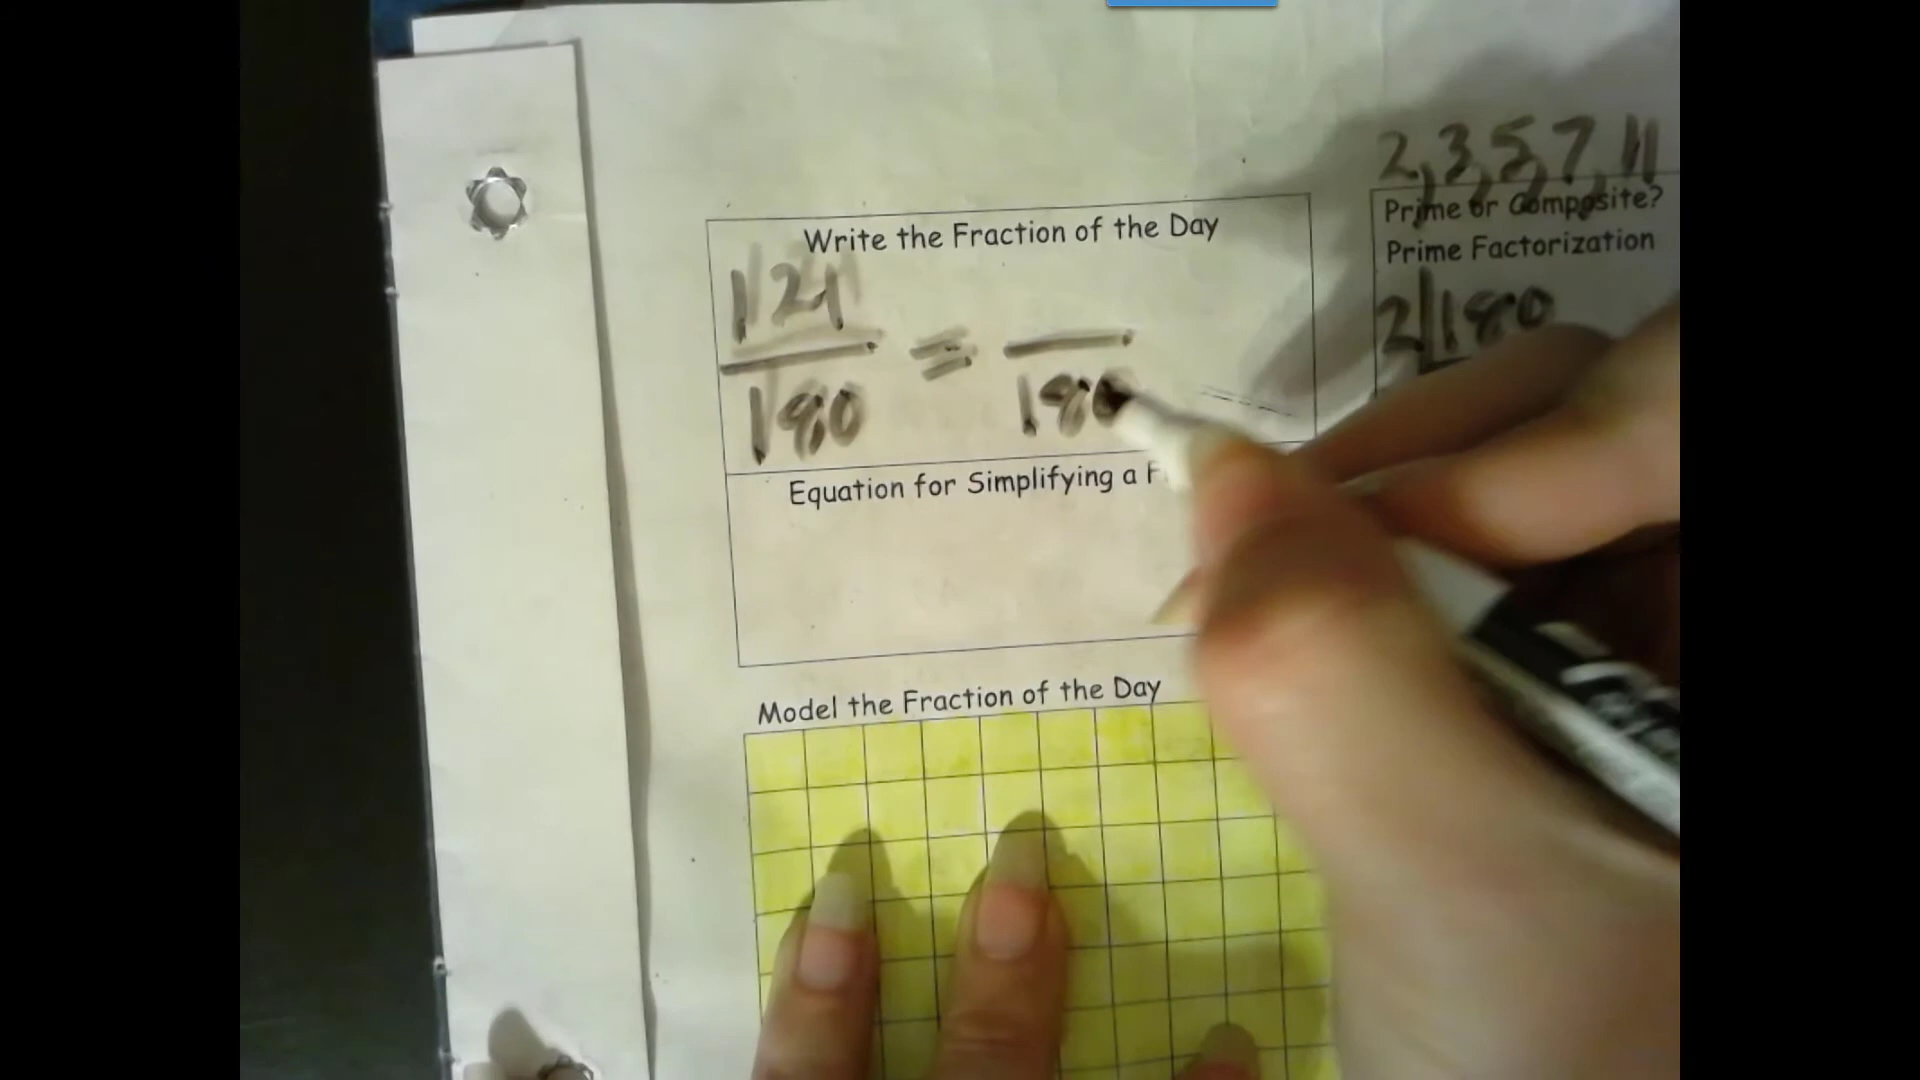 2, 3, 5, 7, 11
Prime or Composite?
Prime Factorization
2 180
Write the Fraction of the Day
121
180
=
180
Equation for Simplifying a
Model the Fraction of the Day